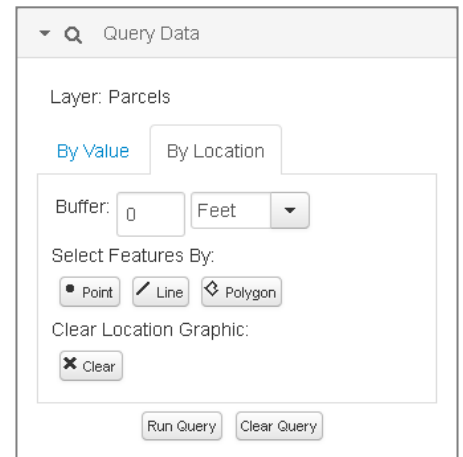 Query Data
Layer: Parcels
By Value By Location
Buffer: 0 Feet
Select Features By:
Point Line Polygon
Clear Location Graphic:
Clear
Run Query Clear Query